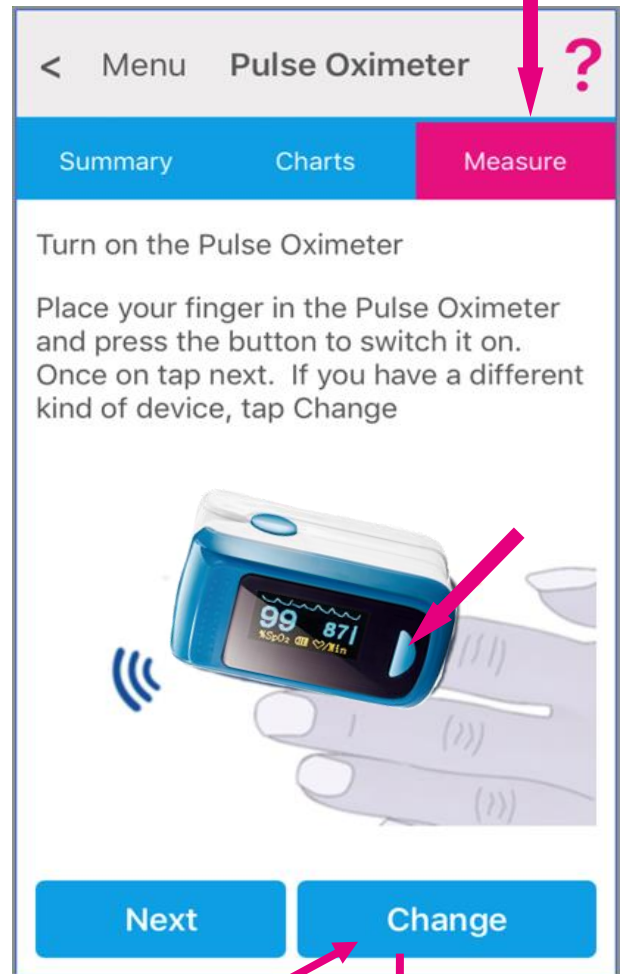 < Menu Pulse Oximeter ?
Summary Charts Measure
Turn on the Pulse Oximeter
Place your finger in the Pulse Oximeter
and press the button to switch it on.
Once on tap next. If you have a different
kind of device, tap Change
99 87
%SpO₂ /Min
Next Change